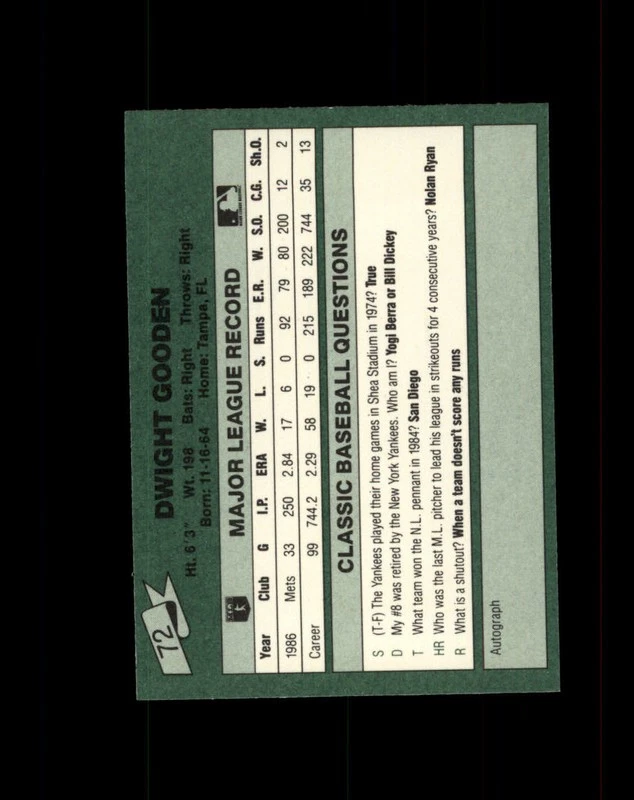 72
DWIGHT GOODEN
Ht. 6'3" Wt. 198 Bats: Right Throws: Right
Born: 11-16-64 Home: Tampa, FL
MAJOR LEAGUE RECORD
Year Club G I.P. ERA W. L. S. Runs E.R. W. S.O. C.G. Sh.O.
1986 Mets 33 250 2.84 17 6 0 92 79 80 200 12 2
Career 99 744.2 2.29 58 19 0 215 189 222 744 35 13
CLASSIC BASEBALL QUESTIONS
S (T-F) The Yankees played their home games in Shea Stadium in 1974? True
D My #8 was retired by the New York Yankees. Who am I? Yogi Berra or Bill Dickey
T What team won the N.L. pennant in 1984? San Diego
HR Who was the last M.L. pitcher to lead his league in strikeouts for 4 consecutive years? Nolan Ryan
R What is a shutout? When a team doesn't score any runs
Autograph